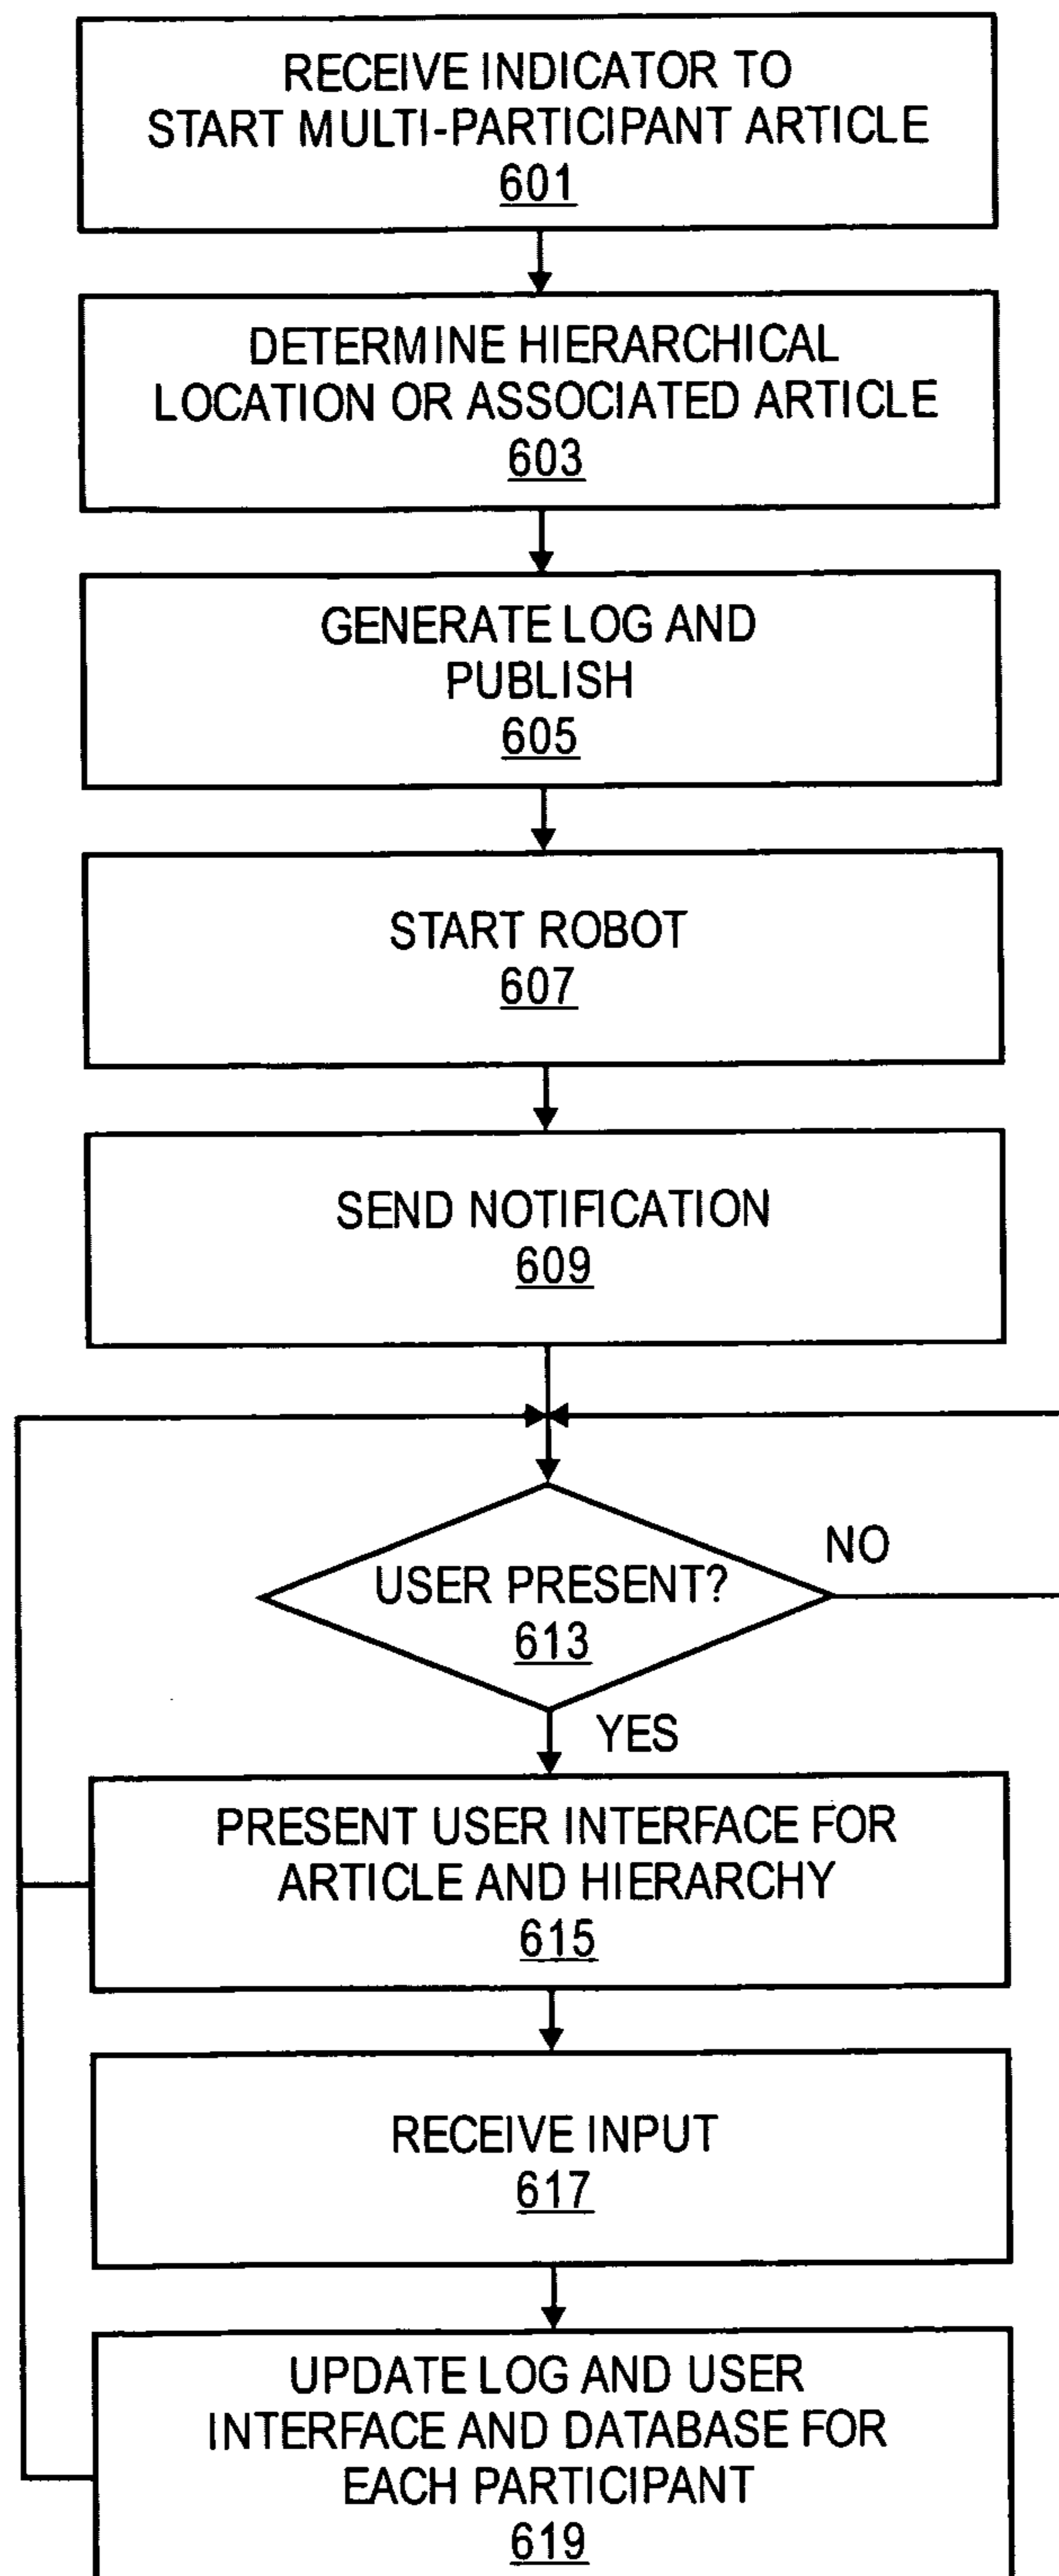 RECEIVE INDICATOR TO
START MULTI-PARTICIPANT ARTICLE
601
DETERMINE HIERARCHICAL
LOCATION OR ASSOCIATED ARTICLE
603
GENERATE LOG AND
PUBLISH
605
START ROBOT
607
SEND NOTIFICATION
609
USER PRESENT?
613
NO
YES
PRESENT USER INTERFACE FOR
ARTICLE AND HIERARCHY
615
RECEIVE INPUT
617
UPDATE LOG AND USER
INTERFACE AND DATABASE FOR
EACH PARTICIPANT
619